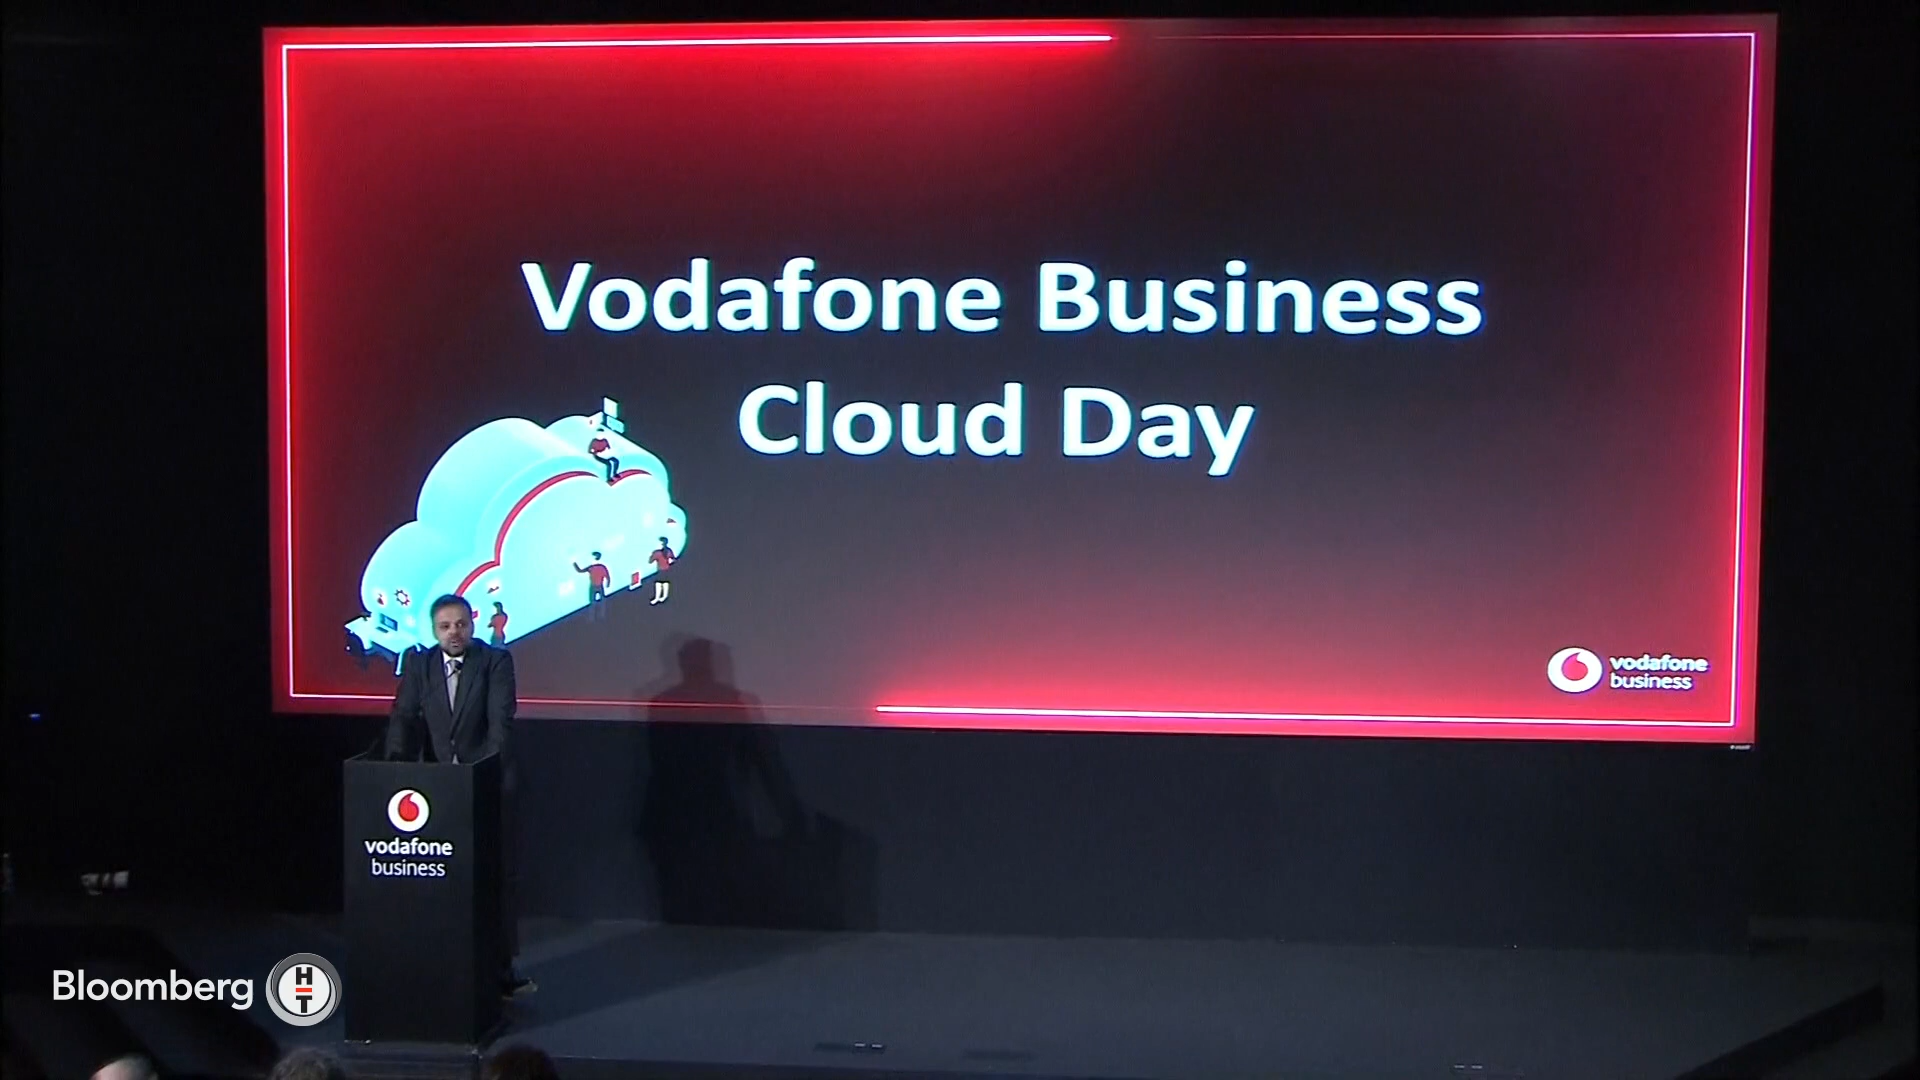 Vodafone Business
Cloud Day
vodafone
business
vodafone
business
Bloomberg HT